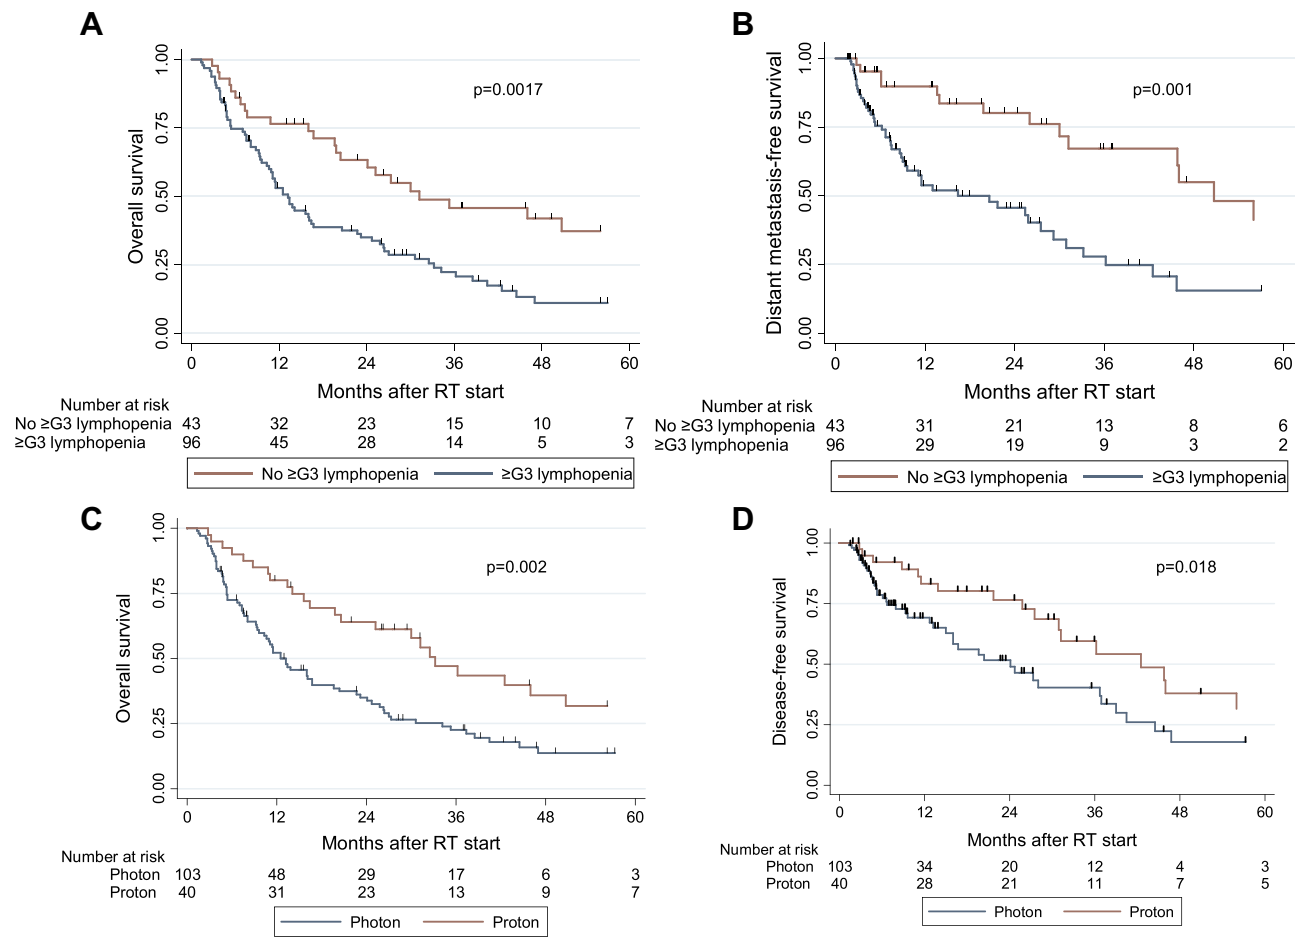 A
1.00
0.75
0.50
0.25
0.00
Overall survival
p=0.0017
0 12 24 36 48 60
Months after RT start
Number at risk
No ≥G3 lymphopenia 43 32 23 15 10 7
≥G3 lymphopenia 96 45 28 14 5 3
No ≥G3 lymphopenia ≥G3 lymphopenia
B
1.00
0.75
0.50
0.25
0.00
Distant metastasis-free survival
p=0.001
0 12 24 36 48 60
Months after RT start
Number at risk
No ≥G3 lymphopenia 43 31 21 13 8 6
≥G3 lymphopenia 96 29 19 9 3 2
No ≥G3 lymphopenia ≥G3 lymphopenia
C
1.00
0.75
0.50
0.25
0.00
Overall survival
p=0.002
0 12 24 36 48 60
Months after RT start
Number at risk
Photon 103 48 29 17 6 3
Proton 40 31 23 13 9 7
Photon Proton
D
1.00
0.75
0.50
0.25
0.00
Disease-free survival
p=0.018
0 12 24 36 48 60
Months after RT start
Number at risk
Photon 103 34 20 12 4 3
Proton 40 28 21 11 7 5
Photon Proton